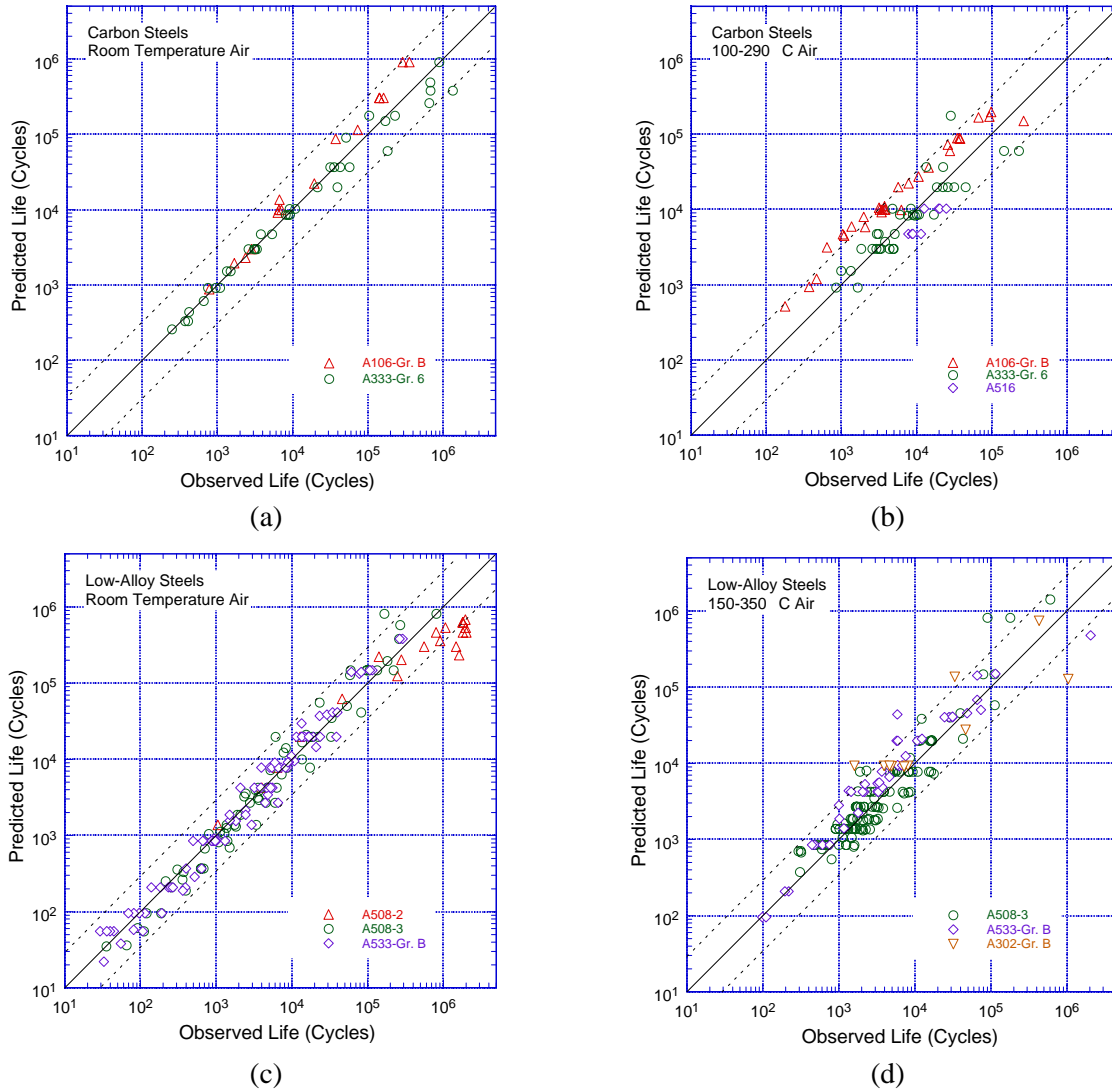 Carbon Steels
Room Temperature Air
Predicted Life (Cycles)
10^6
10^5
10^4
10^3
10^2
10^1
A106-Gr. B
A333-Gr. 6
10^1 10^2 10^3 10^4 10^5 10^6
Observed Life (Cycles)
(a)
Carbon Steels
100-290 C Air
Predicted Life (Cycles)
10^6
10^5
10^4
10^3
10^2
10^1
A106-Gr. B
A333-Gr. 6
A516
10^1 10^2 10^3 10^4 10^5 10^6
Observed Life (Cycles)
(b)
Low-Alloy Steels
Room Temperature Air
Predicted Life (Cycles)
10^6
10^5
10^4
10^3
10^2
10^1
A508-2
A508-3
A533-Gr. B
10^1 10^2 10^3 10^4 10^5 10^6
Observed Life (Cycles)
(c)
Low-Alloy Steels
150-350 C Air
Predicted Life (Cycles)
10^6
10^5
10^4
10^3
10^2
10^1
A508-3
A533-Gr. B
A302-Gr. B
10^1 10^2 10^3 10^4 10^5 10^6
Observed Life (Cycles)
(d)